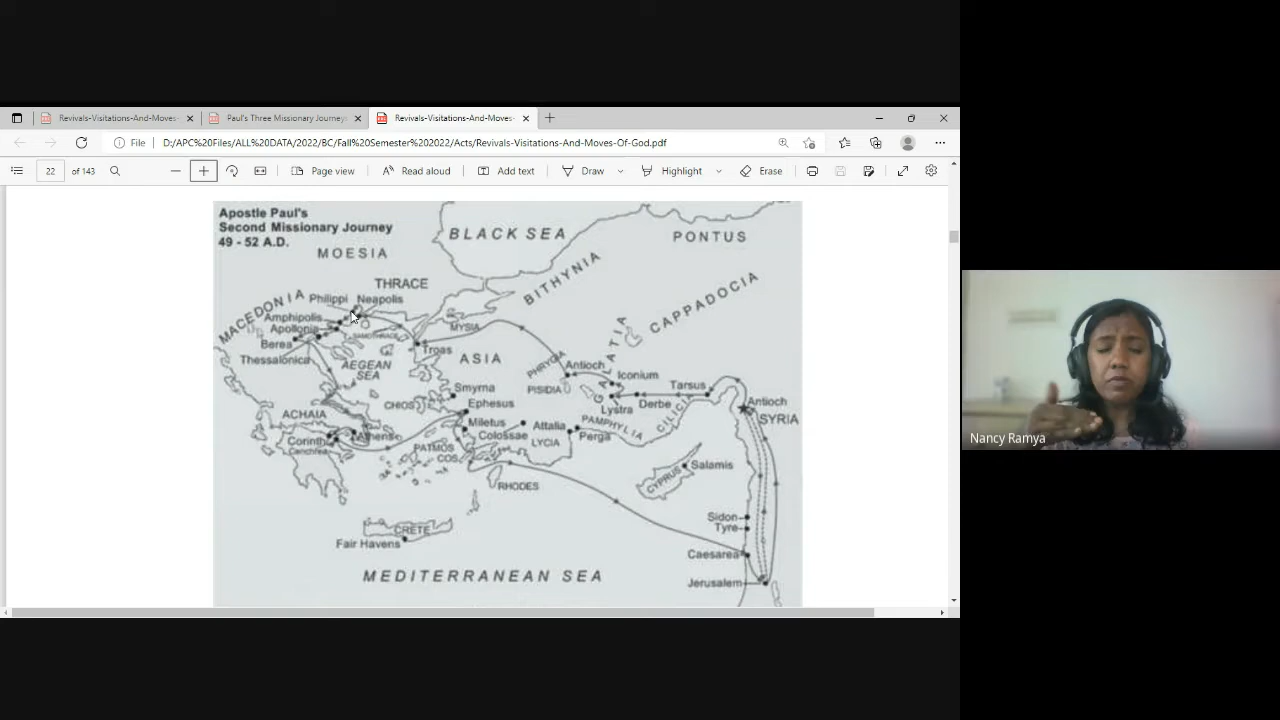 Revivals-Visitations-And-Moves-
Paul's Three Missionary Journeys
Revivals-Visitations-And-Moves-
File
D:/APC%20Files/ALL%20DATA/2022/BC/Fall%20Semester%202022/Acts/Revivals-Visitations-And-Moves-Of-God.pdf
22 of 143
Page view
Read aloud
Add text
Draw
Highlight
Erase
Apostle Paul's
Second Missionary Journey
49 - 52 A.D.
BLACK SEA
PONTUS
MOESIA
THRACE
BITHYNIA
MACEDONIA
Philippi
Neapolis
CAPPADOCIA
Amphipolis
Apollonia
SAMOTHRACE
MYSIA
Berea
Troas
ASIA
Thessalonica
AEGEAN
SEA
PHRYGIA
Antioch
GALATIA
Iconium
PISIDIA
Tarsus
Smyrna
CHIOS
Ephesus
Lystra
Derbe
CILICIA
Antioch
SYRIA
ACHAIA
Miletus
Attalia
PAMPHYLIA
Corinth
Athens
Colossae
Perga
Cenchrea
PATMOS
COS
LYCIA
Nancy Ramya
CYPRUS
Salamis
RHODES
Sidon
Tyre
CRETE
Fair Havens
Caesarea
MEDITERRANEAN SEA
Jerusalem